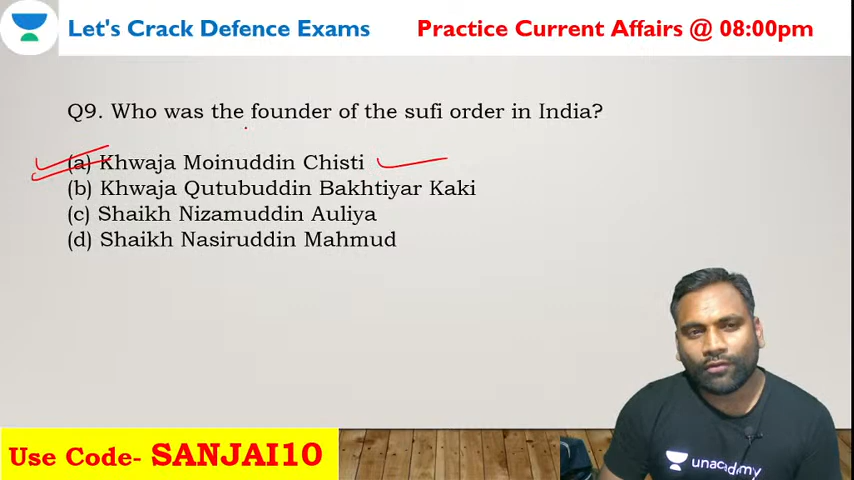 Let's Crack Defence Exams
Practice Current Affairs @ 08:00pm
Q9. Who was the founder of the sufi order in India?
(a) Khwaja Moinuddin Chisti
(b) Khwaja Qutubuddin Bakhtiyar Kaki
(c) Shaikh Nizamuddin Auliya
(d) Shaikh Nasiruddin Mahmud
unacademy
Use Code- SANJAI10